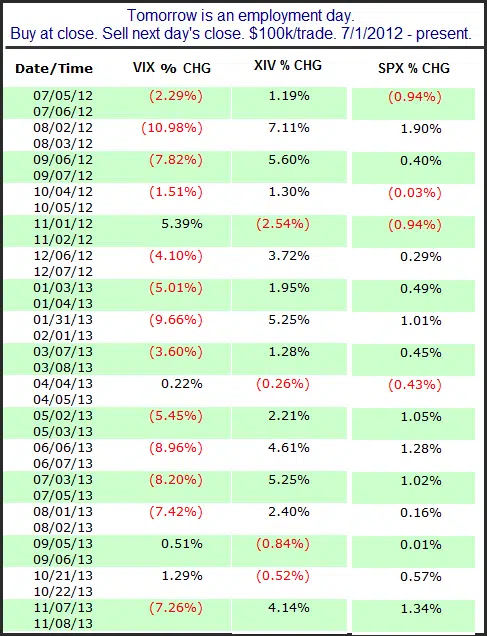 Tomorrow is an employment day.
Buy at close. Sell next day's close. $100k/trade. 7/1/2012 - present.
Date/Time VIX % CHG XIV % CHG SPX % CHG
07/05/12 (2.29%) 1.19% (0.94%)
07/06/12
08/02/12 (10.98%) 7.11% 1.90%
08/03/12
09/06/12 (7.82%) 5.60% 0.40%
09/07/12
10/04/12 (1.51%) 1.30% (0.03%)
10/05/12
11/01/12 5.39% (2.54%) (0.94%)
11/02/12
12/06/12 (4.10%) 3.72% 0.29%
12/07/12
01/03/13 (5.01%) 1.95% 0.49%
01/04/13
01/31/13 (9.66%) 5.25% 1.01%
02/01/13
03/07/13 (3.60%) 1.28% 0.45%
03/08/13
04/04/13 0.22% (0.26%) (0.43%)
04/05/13
05/02/13 (5.45%) 2.21% 1.05%
05/03/13
06/06/13 (8.96%) 4.61% 1.28%
06/07/13
07/03/13 (8.20%) 5.25% 1.02%
07/05/13
08/01/13 (7.42%) 2.40% 0.16%
08/02/13
09/05/13 0.51% (0.84%) 0.01%
09/06/13
10/21/13 1.29% (0.52%) 0.57%
10/22/13
11/07/13 (7.26%) 4.14% 1.34%
11/08/13